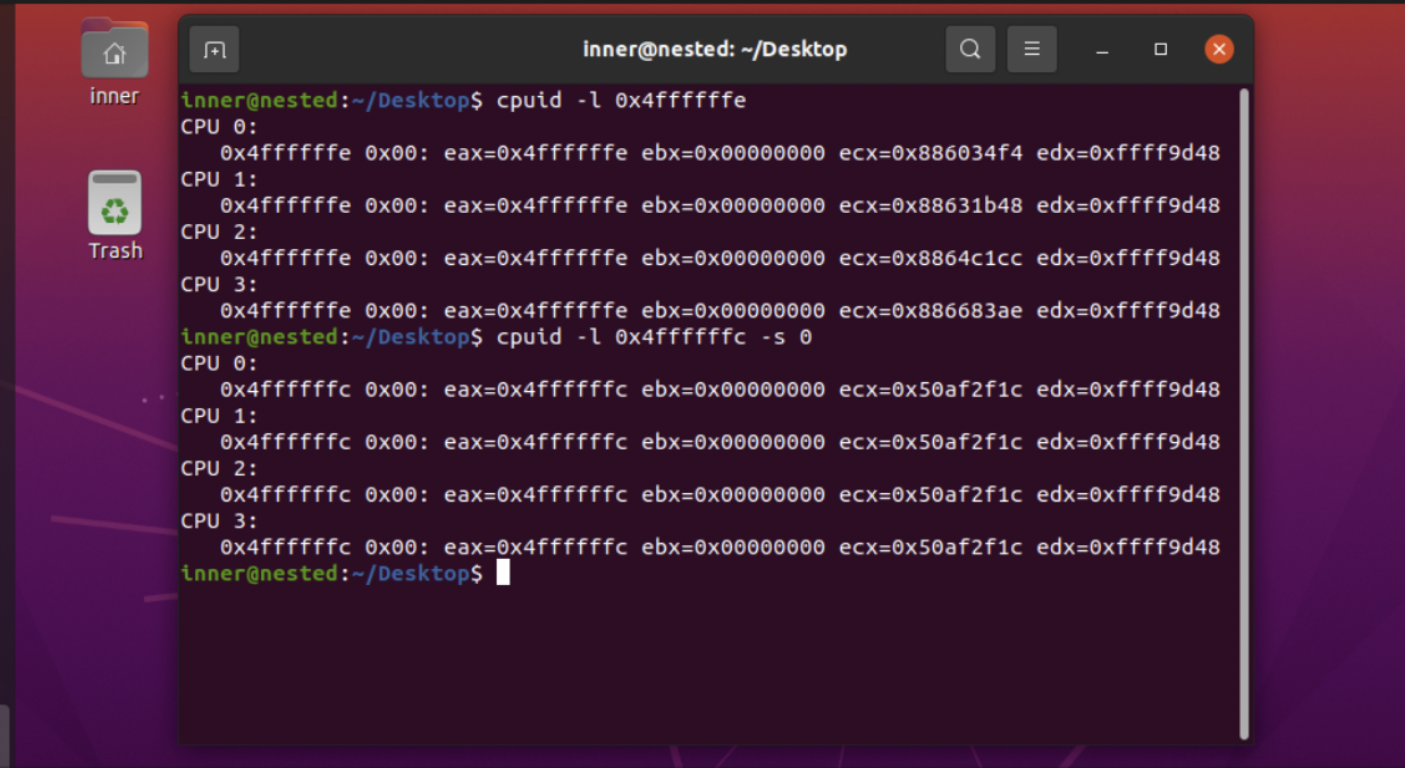 inner@nested: ~/Desktop
inner
Trash
inner@nested:~/Desktop$ cpuid -l 0x4ffffffe
CPU 0:
0x4ffffffe 0x00: eax=0x4ffffffe ebx=0x00000000 ecx=0x886034f4 edx=0xffff9d48
CPU 1:
0x4ffffffe 0x00: eax=0x4ffffffe ebx=0x00000000 ecx=0x88631b48 edx=0xffff9d48
CPU 2:
0x4ffffffe 0x00: eax=0x4ffffffe ebx=0x00000000 ecx=0x8864c1cc edx=0xffff9d48
CPU 3:
0x4ffffffe 0x00: eax=0x4ffffffe ebx=0x00000000 ecx=0x886683ae edx=0xffff9d48
inner@nested:~/Desktop$ cpuid -l 0x4ffffffc -s 0
CPU 0:
0x4ffffffc 0x00: eax=0x4ffffffc ebx=0x00000000 ecx=0x50af2f1c edx=0xffff9d48
CPU 1:
0x4ffffffc 0x00: eax=0x4ffffffc ebx=0x00000000 ecx=0x50af2f1c edx=0xffff9d48
CPU 2:
0x4ffffffc 0x00: eax=0x4ffffffc ebx=0x00000000 ecx=0x50af2f1c edx=0xffff9d48
CPU 3:
0x4ffffffc 0x00: eax=0x4ffffffc ebx=0x00000000 ecx=0x50af2f1c edx=0xffff9d48
inner@nested:~/Desktop$